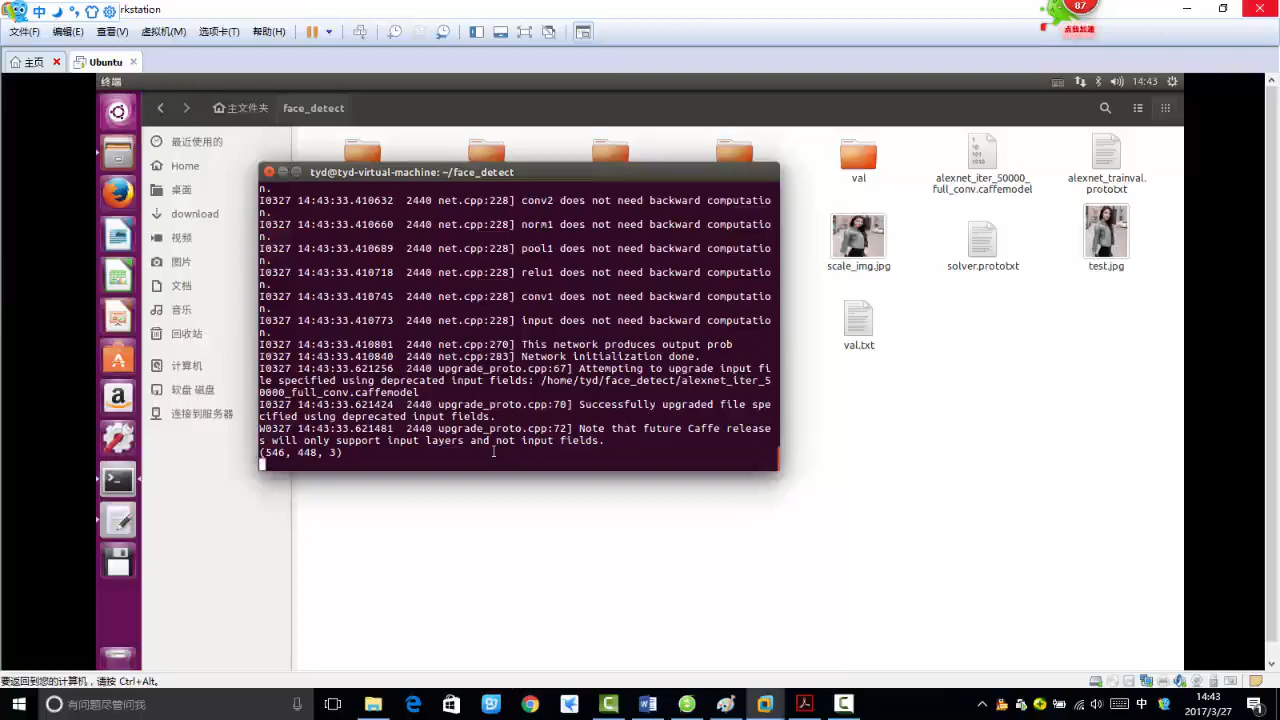 中
rkstation
87
点我加速
文件(F)
编辑(E)
查看(V)
虚拟机(M)
选项卡(T)
帮助(H)
主页
Ubuntu
终端
14:43
主文件夹
face_detect
最近使用的
Home
桌面
download
视频
图片
文档
音乐
回收站
计算机
软盘 磁盘
连接到服务器
val
alexnet_iter_50000_
full_conv.caffemodel
alexnet_trainval.
prototxt
scale_img.jpg
solver.prototxt
test.jpg
val.txt
tyd@tyd-virtual-machine: ~/face_detect
n.
I0327 14:43:33.410632  2440 net.cpp:228] conv2 does not need backward computatio
n.
I0327 14:43:33.410660  2440 net.cpp:228] norm1 does not need backward computatio
n.
I0327 14:43:33.410689  2440 net.cpp:228] pool1 does not need backward computatio
n.
I0327 14:43:33.410718  2440 net.cpp:228] relu1 does not need backward computatio
n.
I0327 14:43:33.410745  2440 net.cpp:228] conv1 does not need backward computatio
n.
I0327 14:43:33.410773  2440 net.cpp:228] input does not need backward computatio
n.
I0327 14:43:33.410801  2440 net.cpp:270] This network produces output prob
I0327 14:43:33.410840  2440 net.cpp:283] Network initialization done.
I0327 14:43:33.621256  2440 upgrade_proto.cpp:67] Attempting to upgrade input fi
le specified using deprecated input fields: /home/tyd/face_detect/alexnet_iter_5
0000_full_conv.caffemodel
I0327 14:43:33.621424  2440 upgrade_proto.cpp:70] Successfully upgraded file spe
cified using deprecated input fields.
W0327 14:43:33.621481  2440 upgrade_proto.cpp:72] Note that future Caffe release
s will only support input layers and not input fields.
(546, 448, 3)
要返回到您的计算机，请按 Ctrl+Alt。
有问题尽管问我
中
14:43
2017/3/27